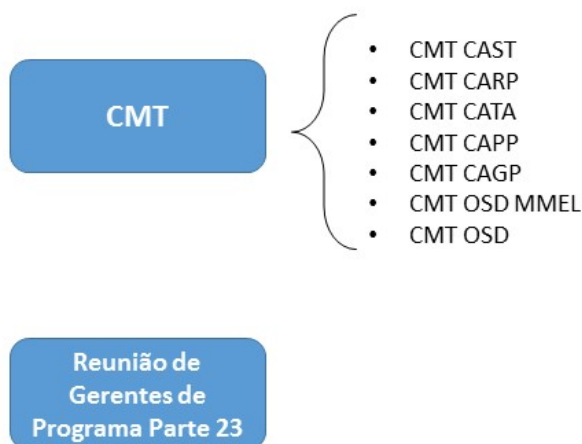 CMT
• CMT CAST
• CMT CARP
• CMT CATA
• CMT CAPP
• CMT CAGP
• CMT OSD MMEL
• CMT OSD
Reunião de
Gerentes de
Programa Parte 23